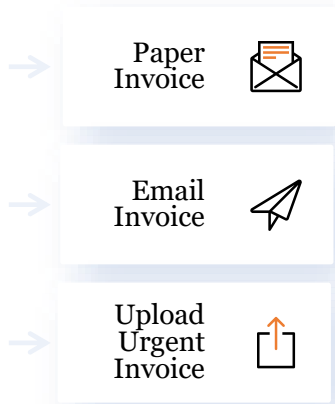 Paper
Invoice
Email
Invoice
Upload
Urgent
Invoice